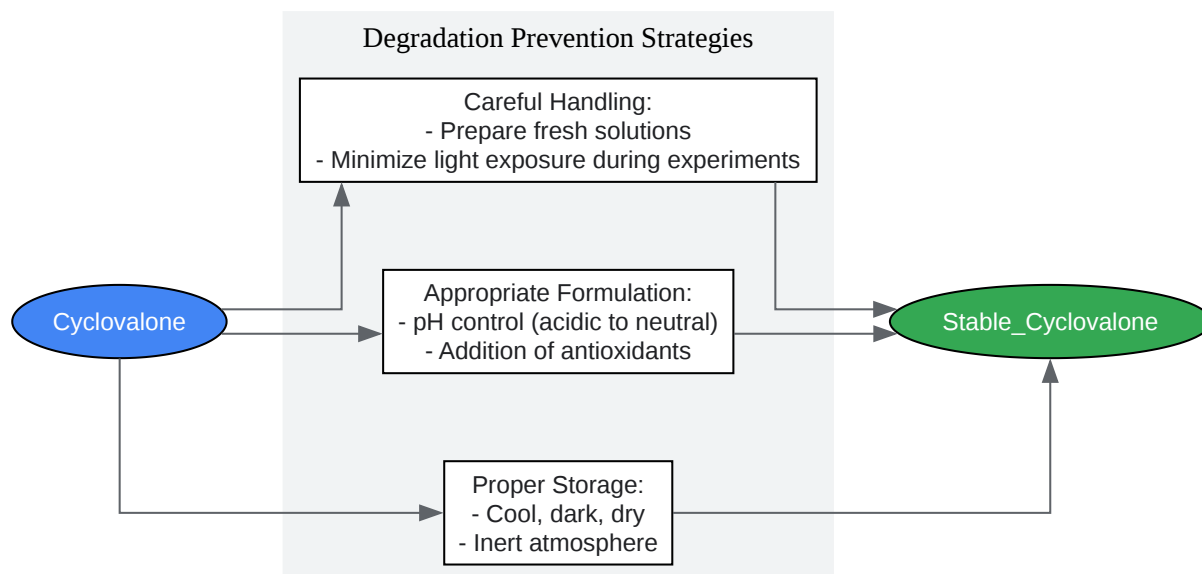 Degradation Prevention Strategies
Careful Handling:
- Prepare fresh solutions
- Minimize light exposure during experiments
Cyclovalone
Appropriate Formulation:
- pH control (acidic to neutral)
- Addition of antioxidants
Stable_Cyclovalone
Proper Storage:
- Cool, dark, dry
- Inert atmosphere